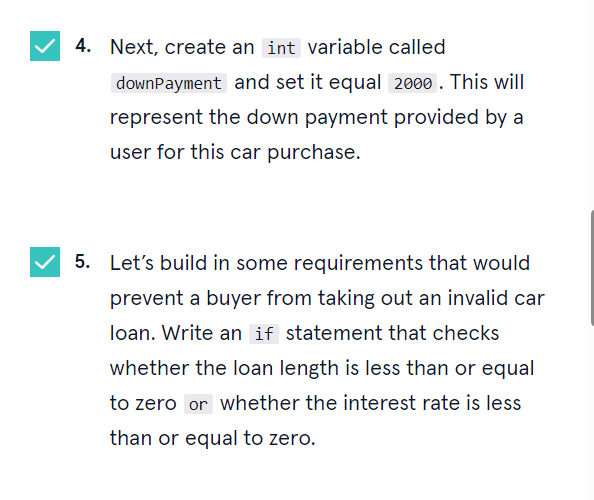 4. Next, create an int variable called
downPayment and set it equal 2000. This will
represent the down payment provided by a
user for this car purchase.
5. Let’s build in some requirements that would
prevent a buyer from taking out an invalid car
loan. Write an if statement that checks
whether the loan length is less than or equal
to zero or whether the interest rate is less
than or equal to zero.